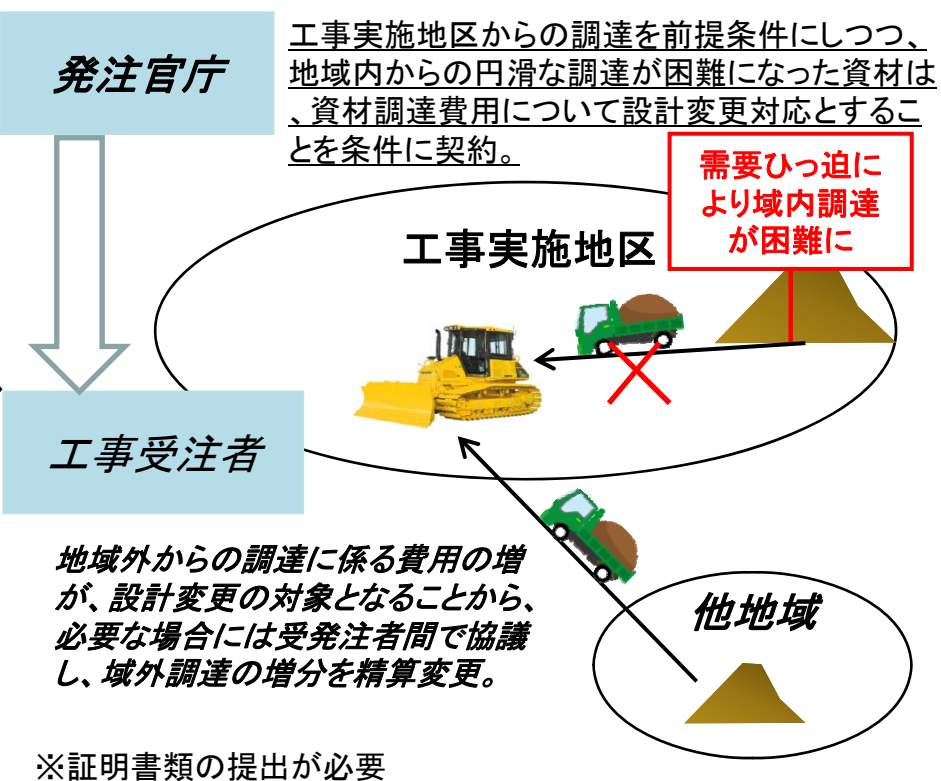 発注官庁
工事実施地区からの調達を前提条件にしつつ、
地域内からの円滑な調達が困難になった資材は
、資材調達費用について設計変更対応とするこ
とを条件に契約。
需要ひっ迫に
より域内調達
が困難に
工事実施地区
工事受注者
地域外からの調達に係る費用の増
が、設計変更の対象となることから、
必要な場合には受発注者間で協議
し、域外調達の増分を精算変更。
他地域
※証明書類の提出が必要